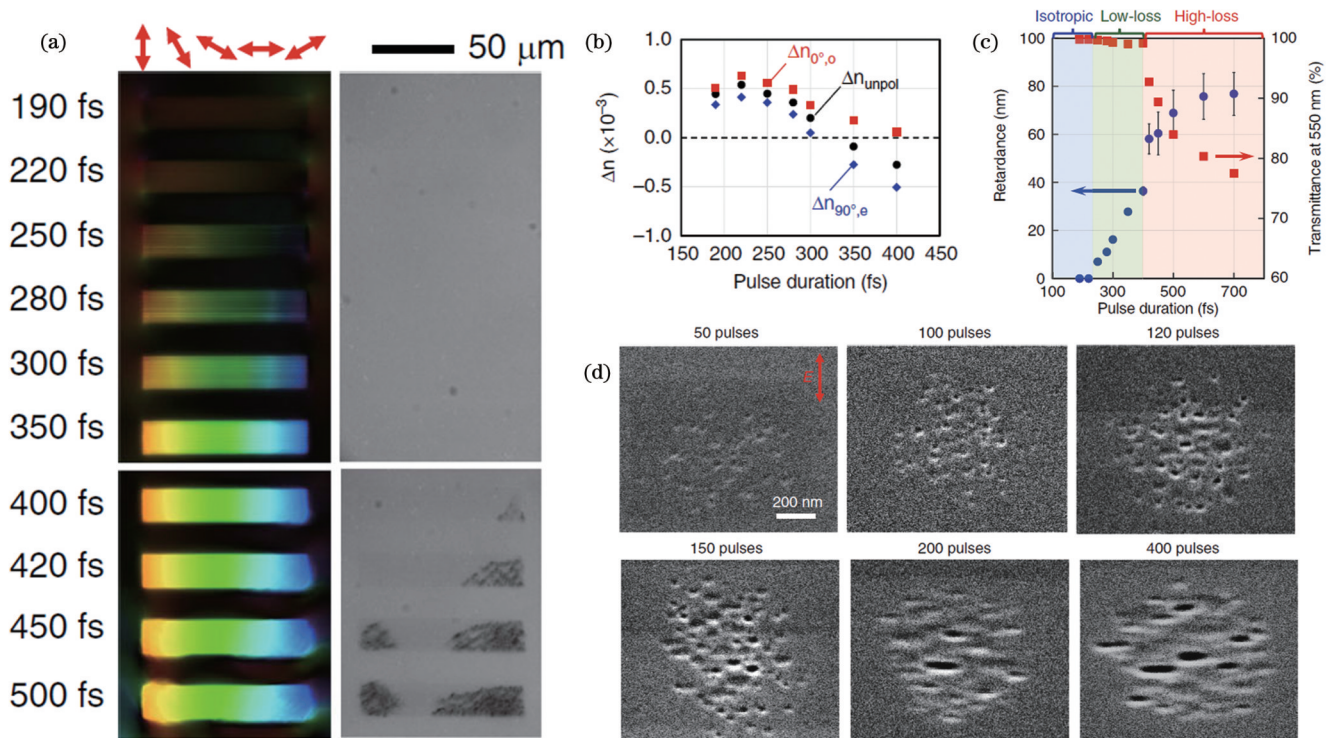 (a)
50 μm
190 fs
220 fs
250 fs
280 fs
300 fs
350 fs
400 fs
420 fs
450 fs
500 fs
(b)
Δn (×10⁻³)
1.0
0.5
0.0
−0.5
−1.0
Δn0°,o
Δnunpol
Δn90°,e
150 200 250 300 350 400 450
Pulse duration (fs)
(c)
Isotropic Low-loss High-loss
Retardance (nm)
100
80
60
40
20
0
Transmittance at 550 nm (%)
100
90
80
70
60
100 300 500 700
Pulse duration (fs)
(d)
50 pulses 100 pulses 120 pulses
200 nm
150 pulses 200 pulses 400 pulses